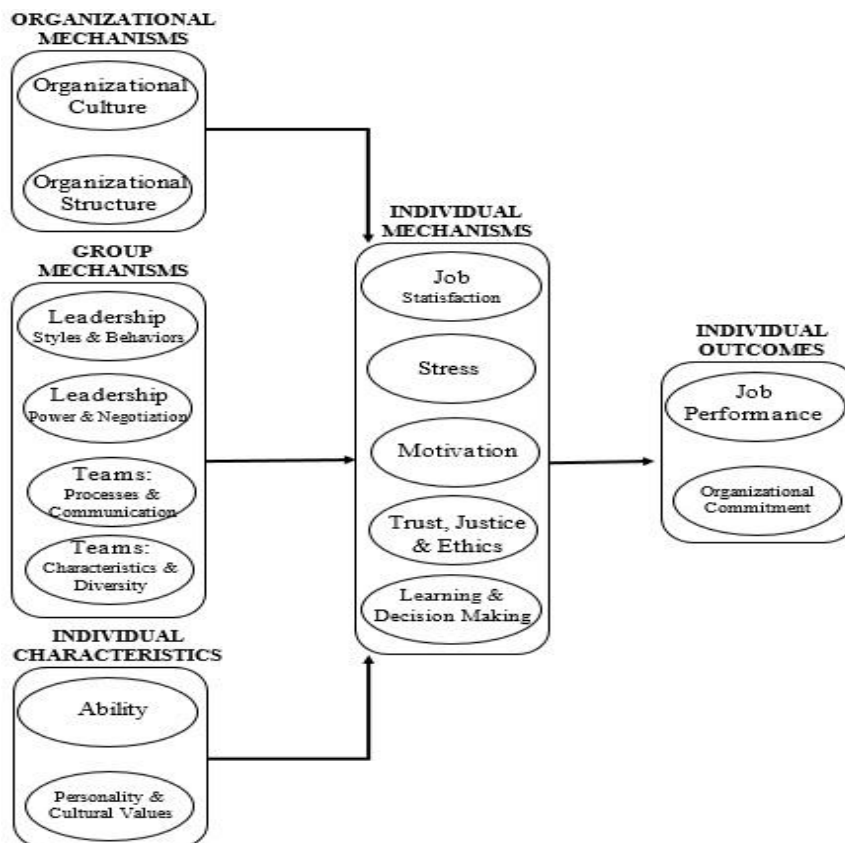 ORGANIZATIONAL
MECHANISMS
Organizational
Culture
Organizational
Structure
GROUP
MECHANISMS
Leadership
Styles & Behaviors
Leadership
Power & Negotiation
Teams:
Processes &
Communication
Teams:
Characteristics &
Diversity
INDIVIDUAL
CHARACTERISTICS
Ability
Personality &
Cultural Values
INDIVIDUAL
MECHANISMS
Job
Statisfaction
Stress
Motivation
Trust, Justice
& Ethics
Learning &
Decision Making
INDIVIDUAL
OUTCOMES
Job
Performance
Organizational
Commitment